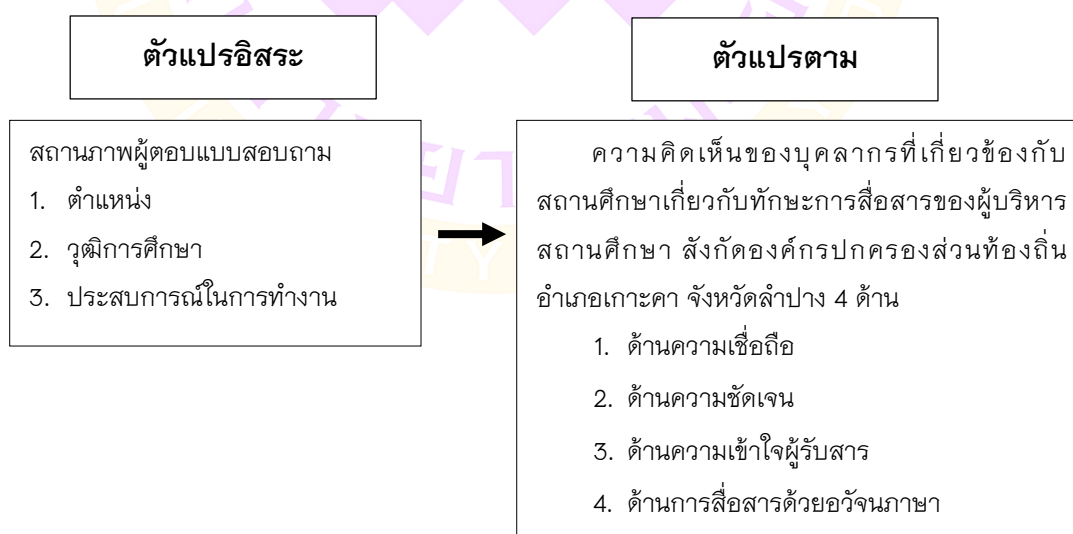 ตัวแปรอิสระ
สถานภาพผู้ตอบแบบสอบถาม
1. ตำแหน่ง
2. วุฒิการศึกษา
3. ประสบการณ์ในการทำงาน
ตัวแปรตาม
ความคิดเห็นของบุคลากรที่เกี่ยวข้องกับ
สถานศึกษาเกี่ยวกับทักษะการสื่อสารของผู้บริหาร
สถานศึกษา สังกัดองค์กรปกครองส่วนท้องถิ่น
อำเภอเกาะคา จังหวัดลำปาง 4 ด้าน
1. ด้านความเชื่อถือ
2. ด้านความชัดเจน
3. ด้านความเข้าใจผู้รับสาร
4. ด้านการสื่อสารด้วยอวัจนภาษา